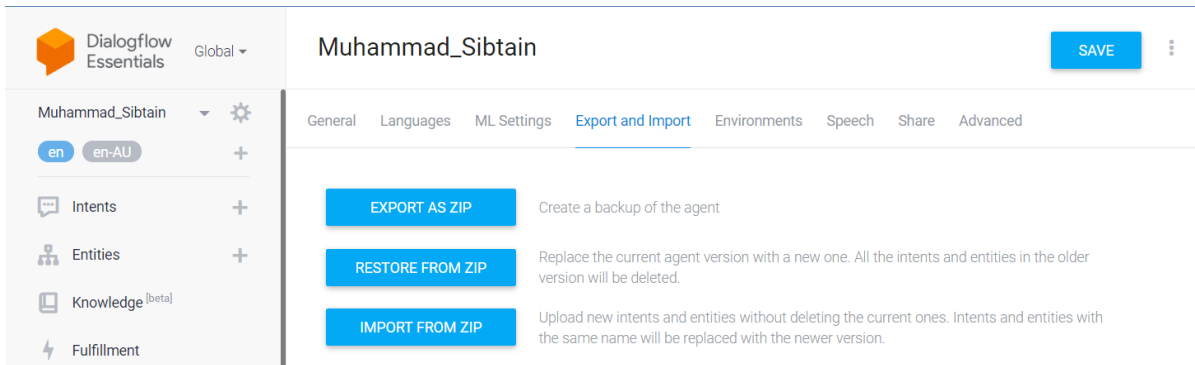 Dialogflow
Essentials
Global
Muhammad_Sibtain
SAVE
Muhammad_Sibtain
en en-AU
Intents
Entities
Knowledge [beta]
Fulfillment
General Languages ML Settings Export and Import Environments Speech Share Advanced
EXPORT AS ZIP
Create a backup of the agent
RESTORE FROM ZIP
Replace the current agent version with a new one. All the intents and entities in the older
version will be deleted.
IMPORT FROM ZIP
Upload new intents and entities without deleting the current ones. Intents and entities with
the same name will be replaced with the newer version.